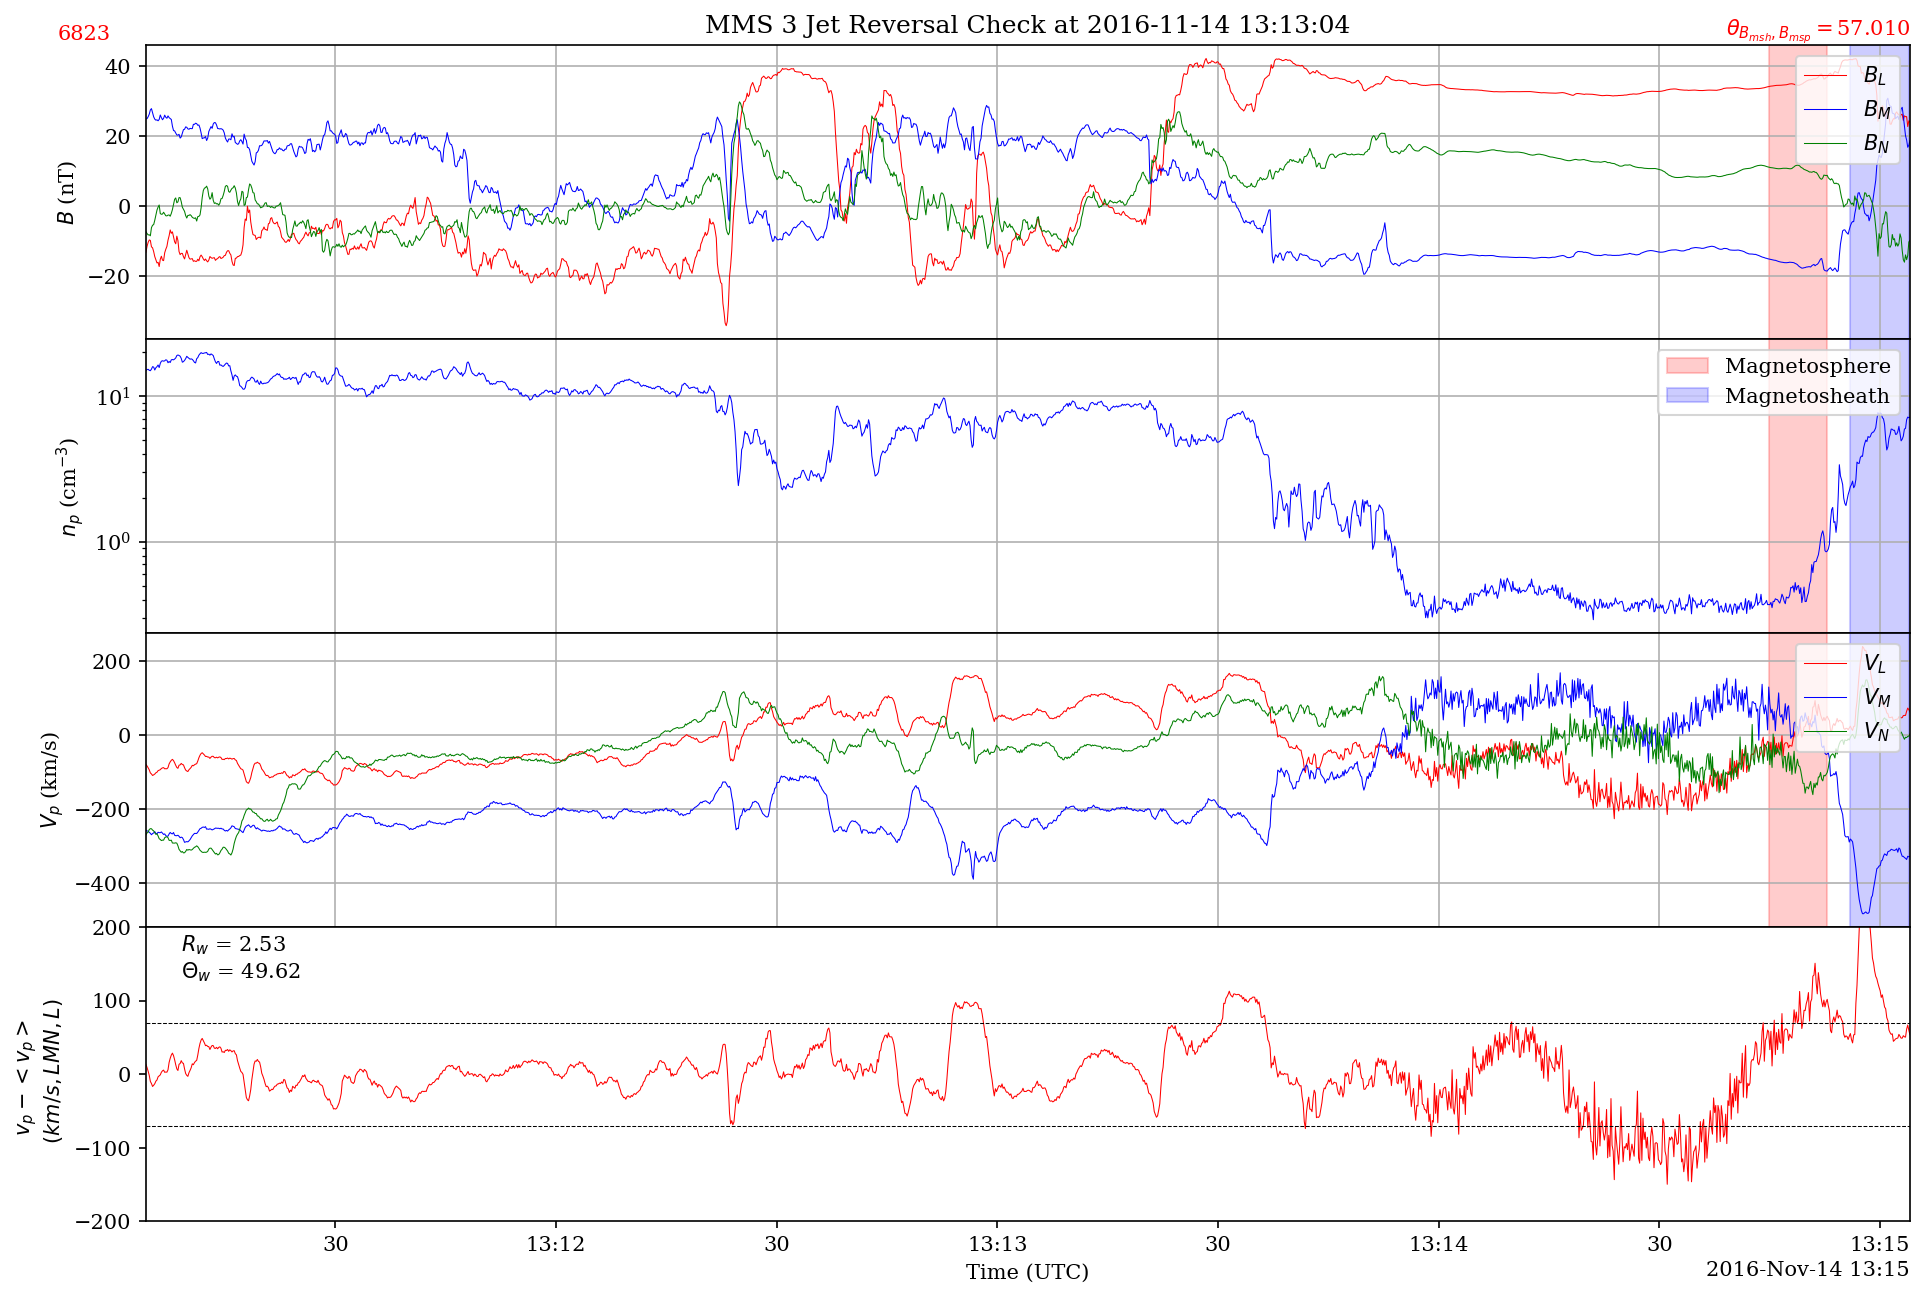 MMS 3 Jet Reversal Check at 2016-11-14 13:13:04
6823
θ_{B_{msh}, B_{msp}} = 57.010
40
20
0
−20
B (nT)
B_L
B_M
B_N
10^1
10^0
n_p (cm^{−3})
Magnetosphere
Magnetosheath
200
0
−200
−400
V_p (km/s)
V_L
V_M
V_N
200
100
0
−100
−200
v_p − < v_p >
(km/s, LMN, L)
R_w = 2.53
Θ_w = 49.62
30
13:12
30
13:13
30
13:14
30
13:15
Time (UTC)
2016-Nov-14 13:15